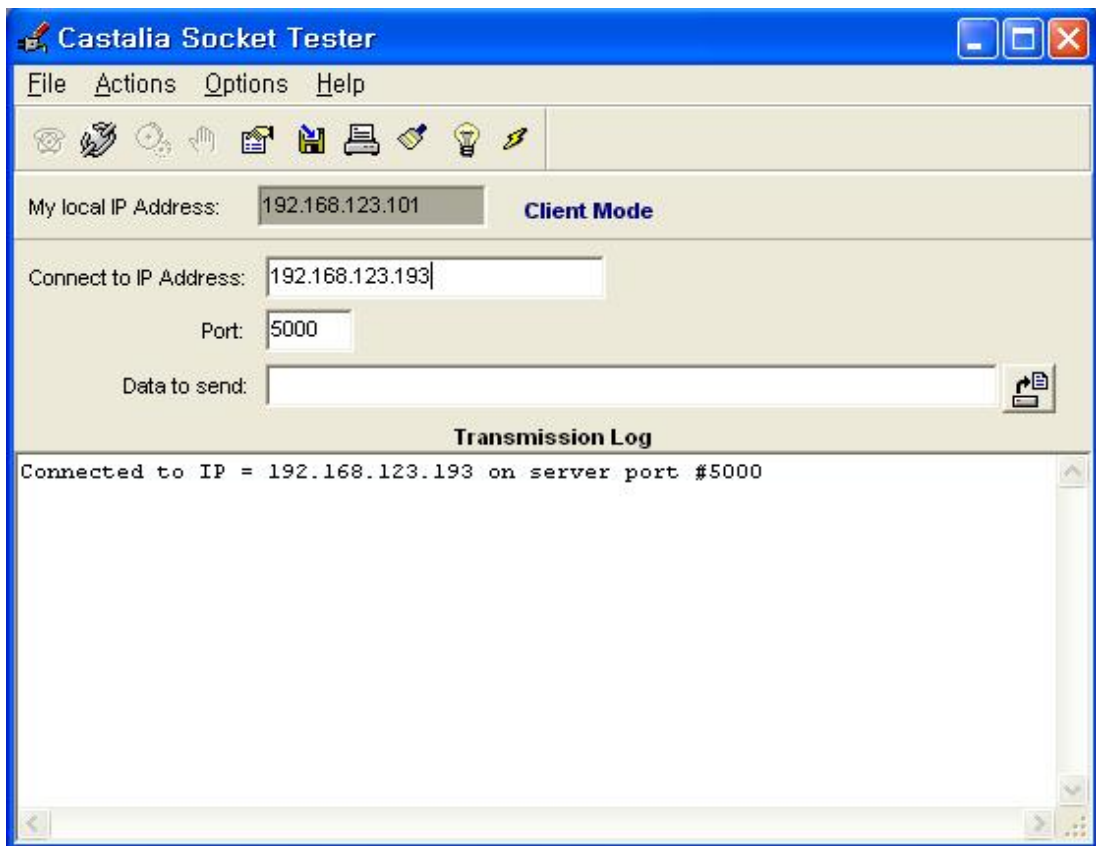 Castalia Socket Tester
File Actions Options Help
My local IP Address: 192.168.123.101 Client Mode
Connect to IP Address: 192.168.123.193
Port: 5000
Data to send:
Transmission Log
Connected to IP = 192.168.123.193 on server port #5000